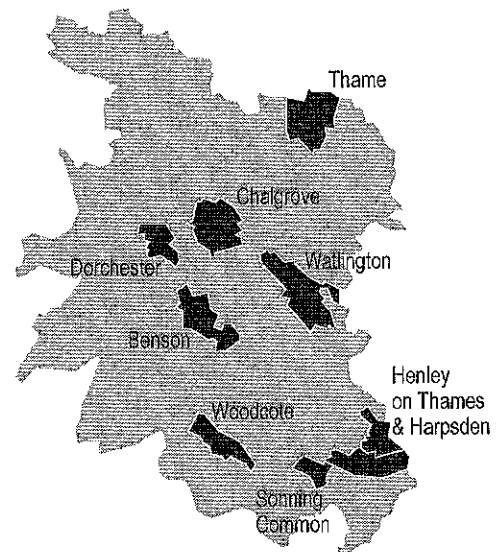 Thame
Chalgrove
Dorchester
Watlington
Benson
Henley
on Thames
& Harpsden
Woodcote
Sonning
Common